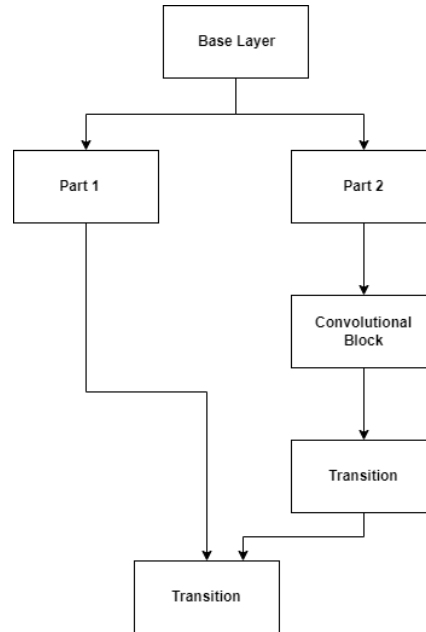 Base Layer
Part 1
Part 2
Convolutional
Block
Transition
Transition